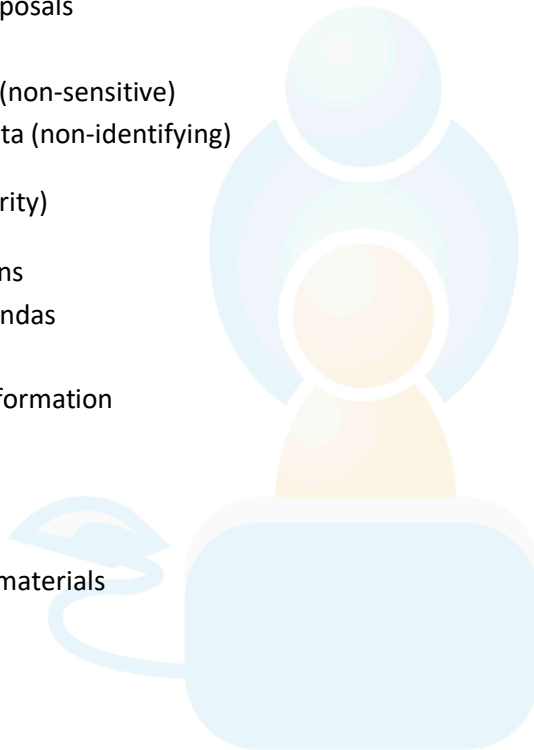 posals
(non-sensitive)
ta (non-identifying)
rity)
ns
ndas
formation
materials